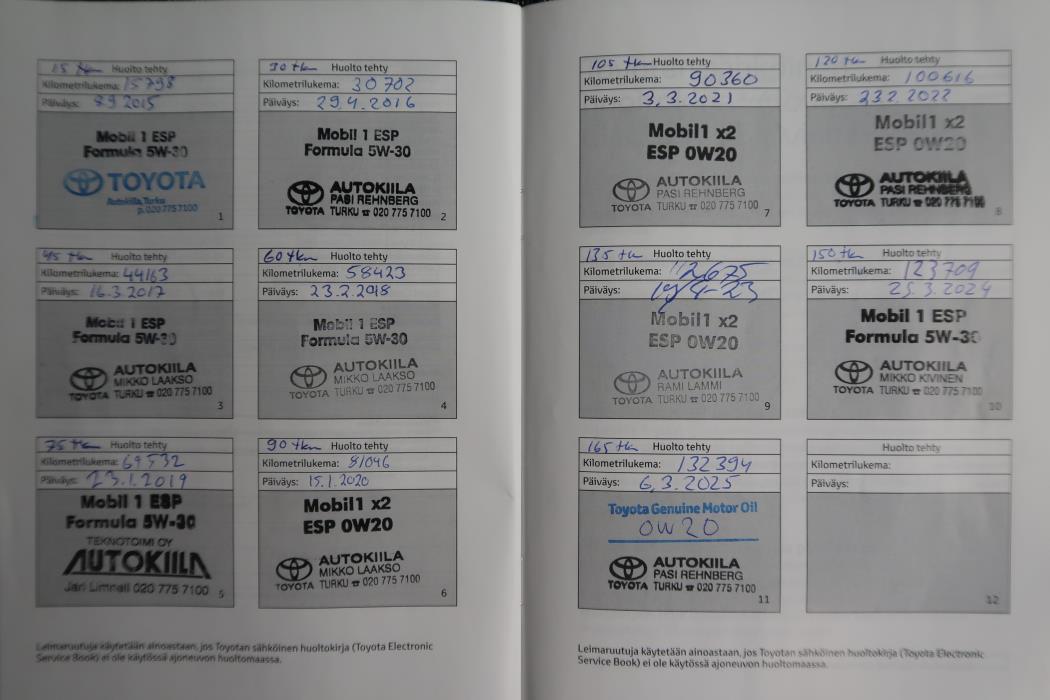 15 tkm Huolto tehty
Kilometrilukema: 15798
Päiväys: 8.9.2015
Mobil 1 ESP
Formula 5W-30
TOYOTA
Autokiila, Turku
p. 020 775 7100
1
30 tkm Huolto tehty
Kilometrilukema: 30702
Päiväys: 29.4.2016
Mobil 1 ESP
Formula 5W-30
AUTOKIILA
PASI REHNBERG
TOYOTA TURKU ☎ 020 775 7100
2
45 tkm Huolto tehty
Kilometrilukema: 44163
Päiväys: 16.3.2017
Mobil 1 ESP
Formula 5W-30
AUTOKIILA
MIKKO LAAKSO
TOYOTA TURKU ☎ 020 775 7100
3
60 tkm Huolto tehty
Kilometrilukema: 58423
Päiväys: 23.2.2018
Mobil 1 ESP
Formula 5W-30
AUTOKIILA
MIKKO LAAKSO
TOYOTA TURKU ☎ 020 775 7100
4
75 tkm Huolto tehty
Kilometrilukema: 69532
Päiväys: 23.1.2019
Mobil 1 ESP
Formula 5W-30
TEKNOTOIMI OY
AUTOKIILA
Jari Limnell 020 775 7100
5
90 tkm Huolto tehty
Kilometrilukema: 81046
Päiväys: 15.1.2020
Mobil1 x2
ESP 0W20
AUTOKIILA
MIKKO LAAKSO
TOYOTA TURKU ☎ 020 775 7100
6
Leimaruutuja käytetään ainoastaan, jos Toyotan sähköinen huoltokirja (Toyota Electronic
Service Book) ei ole käytössä ajoneuvon huoltomaassa.
105 tkm Huolto tehty
Kilometrilukema: 90360
Päiväys: 3.3.2021
Mobil1 x2
ESP 0W20
AUTOKIILA
PASI REHNBERG
TOYOTA TURKU ☎ 020 775 7100
7
120 tkm Huolto tehty
Kilometrilukema: 100616
Päiväys: 23.2.2022
Mobil1 x2
ESP 0W20
AUTOKIILA
PASI REHNBERG
TOYOTA TURKU ☎ 020 775 7100
8
135 tkm Huolto tehty
Kilometrilukema: 112675
Päiväys: 19-4-23
Mobil1 x2
ESP 0W20
AUTOKIILA
RAMI LAMMI
TOYOTA TURKU ☎ 020 775 7100
9
150 tkm Huolto tehty
Kilometrilukema: 123709
Päiväys: 25.3.2024
Mobil 1 ESP
Formula 5W-30
AUTOKIILA
MIKKO KIVINEN
TOYOTA TURKU ☎ 020 775 7100
10
165 tkm Huolto tehty
Kilometrilukema: 132394
Päiväys: 6.3.2025
Toyota Genuine Motor Oil
0W20
AUTOKIILA
PASI REHNBERG
TOYOTA TURKU ☎ 020 775 7100
11
Huolto tehty
Kilometrilukema:
Päiväys:
12
Leimaruutuja käytetään ainoastaan, jos Toyotan sähköinen huoltokirja (Toyota Electronic
Service Book) ei ole käytössä ajoneuvon huoltomaassa.